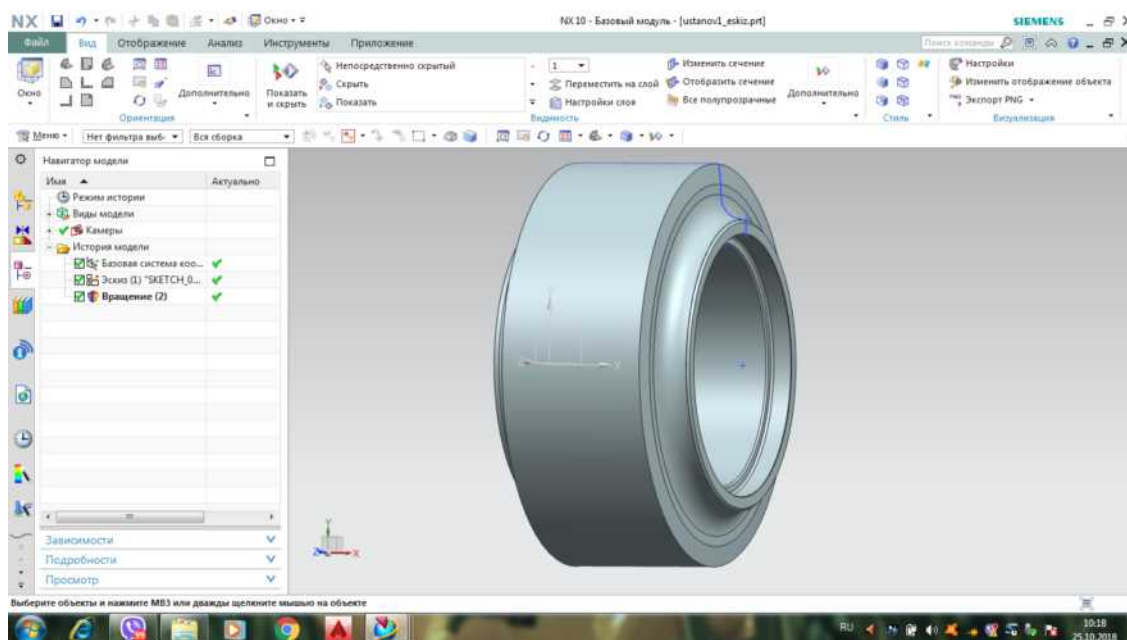 NX
Окно
NX 10 - Базовый модуль - [ustanov1_eskiz.prt]
SIEMENS
Файл Вид Отображение Анализ Инструменты Приложение
Поиск команды
Окно
Ориентация
Дополнительно
Показать и скрыть
Непосредственно скрытый
Скрыть
Показать
1
Переместить на слой
Настройки слоя
Видимость
Изменить сечение
Отобразить сечение
Все полупрозрачные
Дополнительно
Стиль
Настройки
Изменить отображение объекта
Экспорт PNG
Визуализация
Меню Нет фильтра выб Вся сборка
Навигатор модели
Имя Актуально
Режим истории
Виды модели
Камеры
История модели
Базовая система коо...
Эскиз (1) "SKETCH_0...
Вращение (2)
Зависимости
Подробности
Просмотр
Y
X
Z
Y
X
Выберите объекты и нажмите MB3 или дважды щелкните мышью на объекте
RU
10:18
25.10.2018